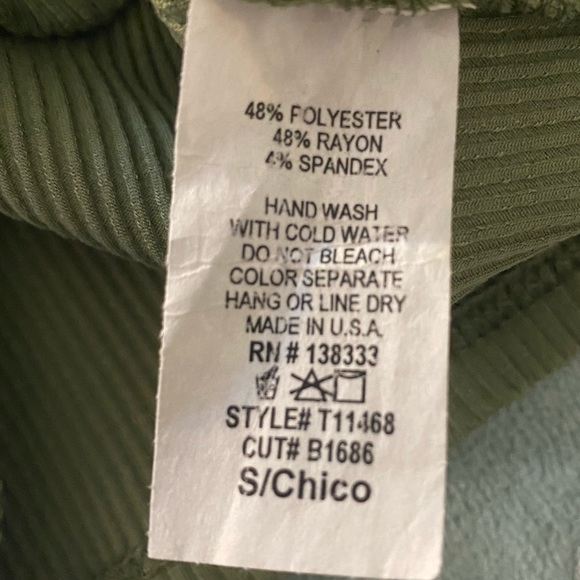 48% POLYESTER
48% RAYON
4% SPANDEX
HAND WASH
WITH COLD WATER
DO NOT BLEACH
COLOR SEPARATE
HANG OR LINE DRY
MADE IN U.S.A.
RN # 138333
STYLE# T11468
CUT# B1686
S/Chico